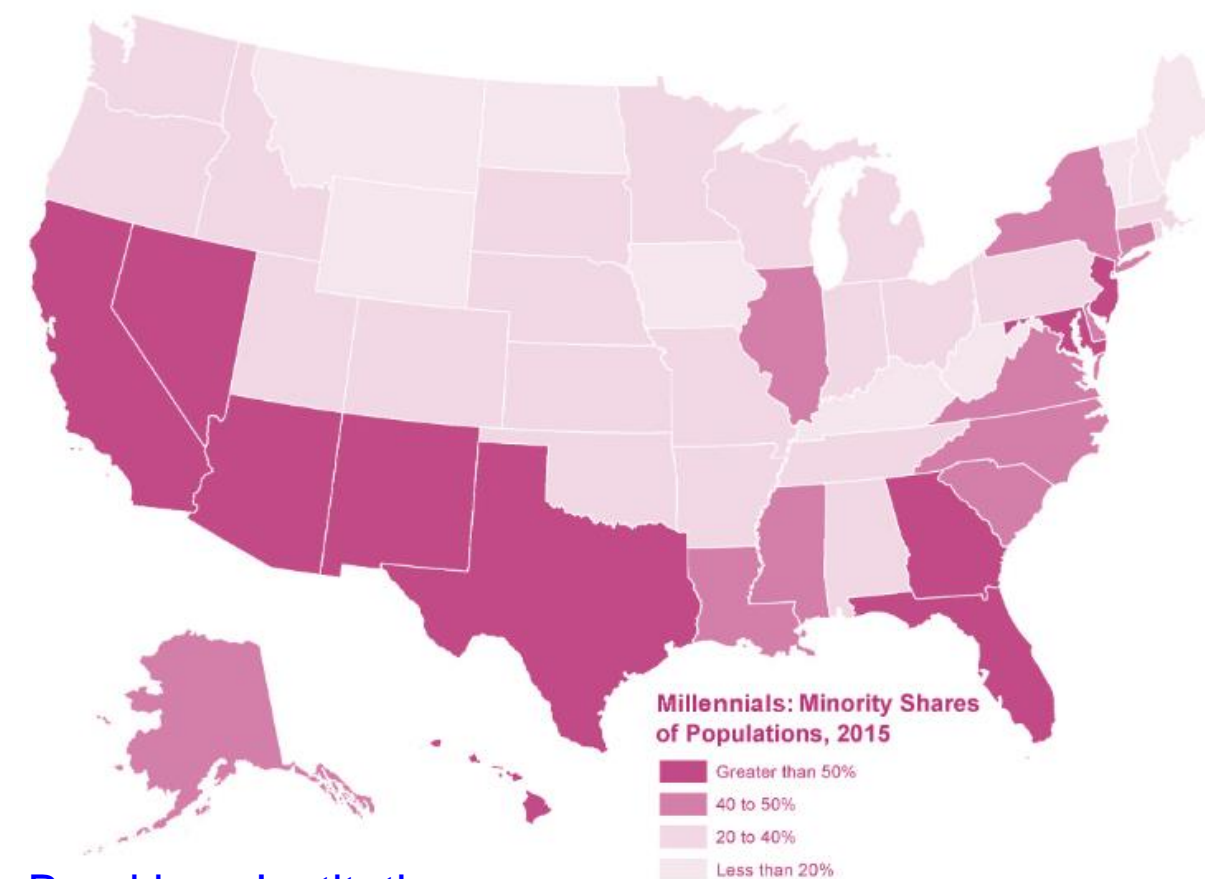 Millennials: Minority Shares
of Populations, 2015
Greater than 50%
40 to 50%
20 to 40%
Less than 20%